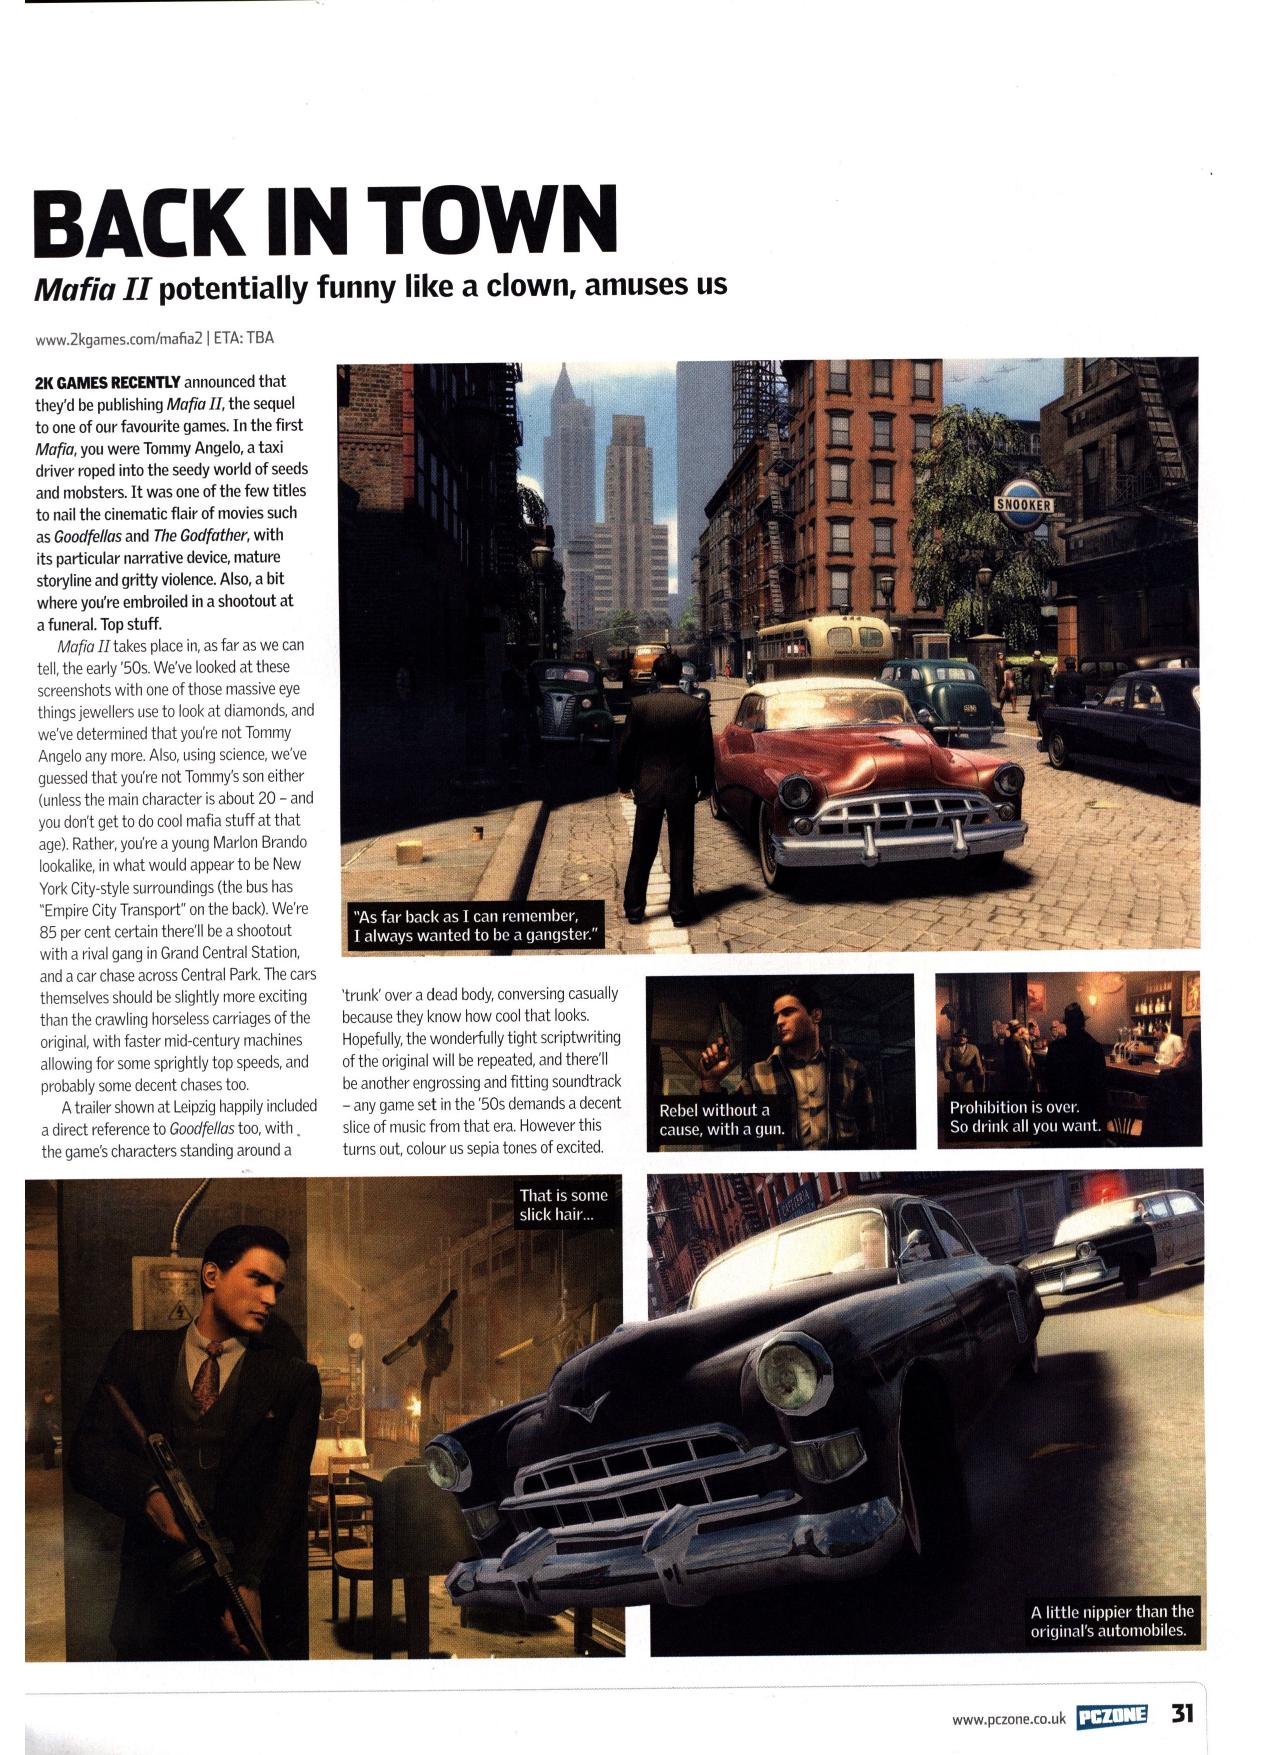 BACK IN TOWN
Mafia II potentially funny like a clown, amuses us
www.2kgames.com/mafia2 | ETA: TBA
2K GAMES RECENTLY announced that
they'd be publishing Mafia II, the sequel
to one of our favourite games. In the first
Mafia, you were Tommy Angelo, a taxi
driver roped into the seedy world of seeds
and mobsters. It was one of the few titles
to nail the cinematic flair of movies such
as Goodfellas and The Godfather, with
its particular narrative device, mature
storyline and gritty violence. Also, a bit
where you're embroiled in a shootout at
a funeral. Top stuff.
Mafia II takes place in, as far as we can
tell, the early '50s. We've looked at these
screenshots with one of those massive eye
things jewellers use to look at diamonds, and
we've determined that you're not Tommy
Angelo any more. Also, using science, we've
guessed that you're not Tommy's son either
(unless the main character is about 20 – and
you don't get to do cool mafia stuff at that
age). Rather, you're a young Marlon Brando
lookalike, in what would appear to be New
York City-style surroundings (the bus has
"Empire City Transport" on the back). We're
85 per cent certain there'll be a shootout
with a rival gang in Grand Central Station,
and a car chase across Central Park. The cars
themselves should be slightly more exciting
than the crawling horseless carriages of the
original, with faster mid-century machines
allowing for some sprightly top speeds, and
probably some decent chases too.
A trailer shown at Leipzig happily included
a direct reference to Goodfellas too, with
the game's characters standing around a
'trunk' over a dead body, conversing casually
because they know how cool that looks.
Hopefully, the wonderfully tight scriptwriting
of the original will be repeated, and there'll
be another engrossing and fitting soundtrack
– any game set in the '50s demands a decent
slice of music from that era. However this
turns out, colour us sepia tones of excited.
SNOOKER
Empire City Transport
"As far back as I can remember,
I always wanted to be a gangster."
Rebel without a
cause, with a gun.
Prohibition is over.
So drink all you want.
That is some
slick hair...
A little nippier than the
original's automobiles.
www.pczone.co.uk PCZONE 31